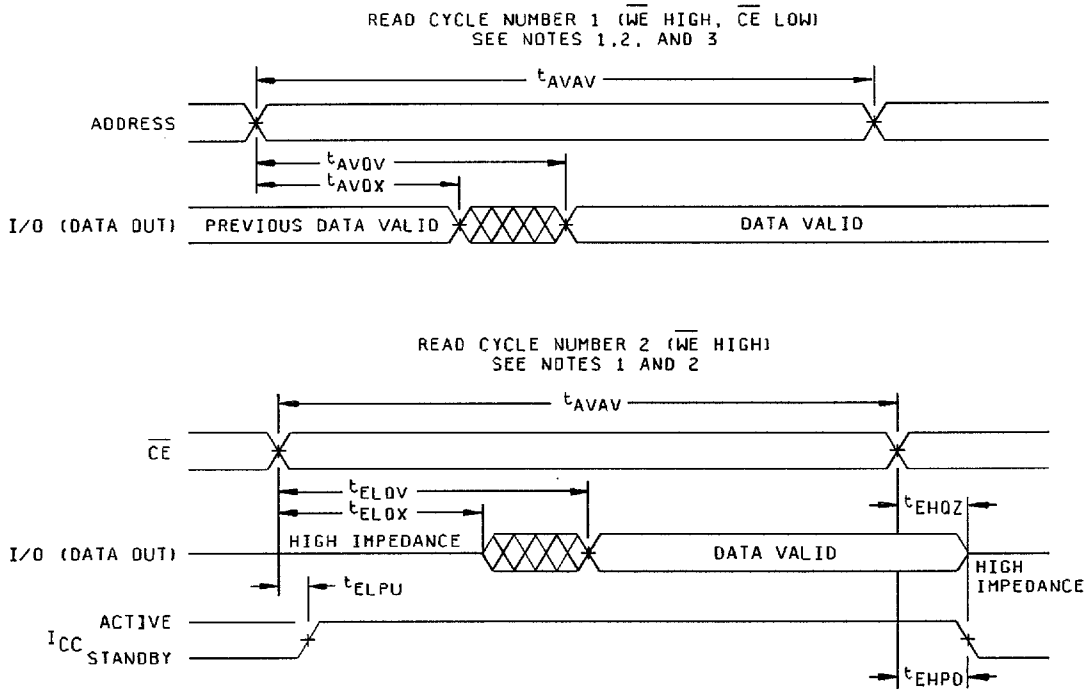 READ CYCLE NUMBER 1 (WE HIGH, CE LOW)
SEE NOTES 1,2, AND 3
tAVAV
ADDRESS
tAVQV
tAVQX
I/O (DATA OUT)
PREVIOUS DATA VALID
DATA VALID
READ CYCLE NUMBER 2 (WE HIGH)
SEE NOTES 1 AND 2
tAVAV
CE
tELQV
tELQX
tEHQZ
I/O (DATA OUT)
HIGH IMPEDANCE
DATA VALID
HIGH
IMPEDANCE
tELPU
ACTIVE
ICC
STANDBY
tEHPD